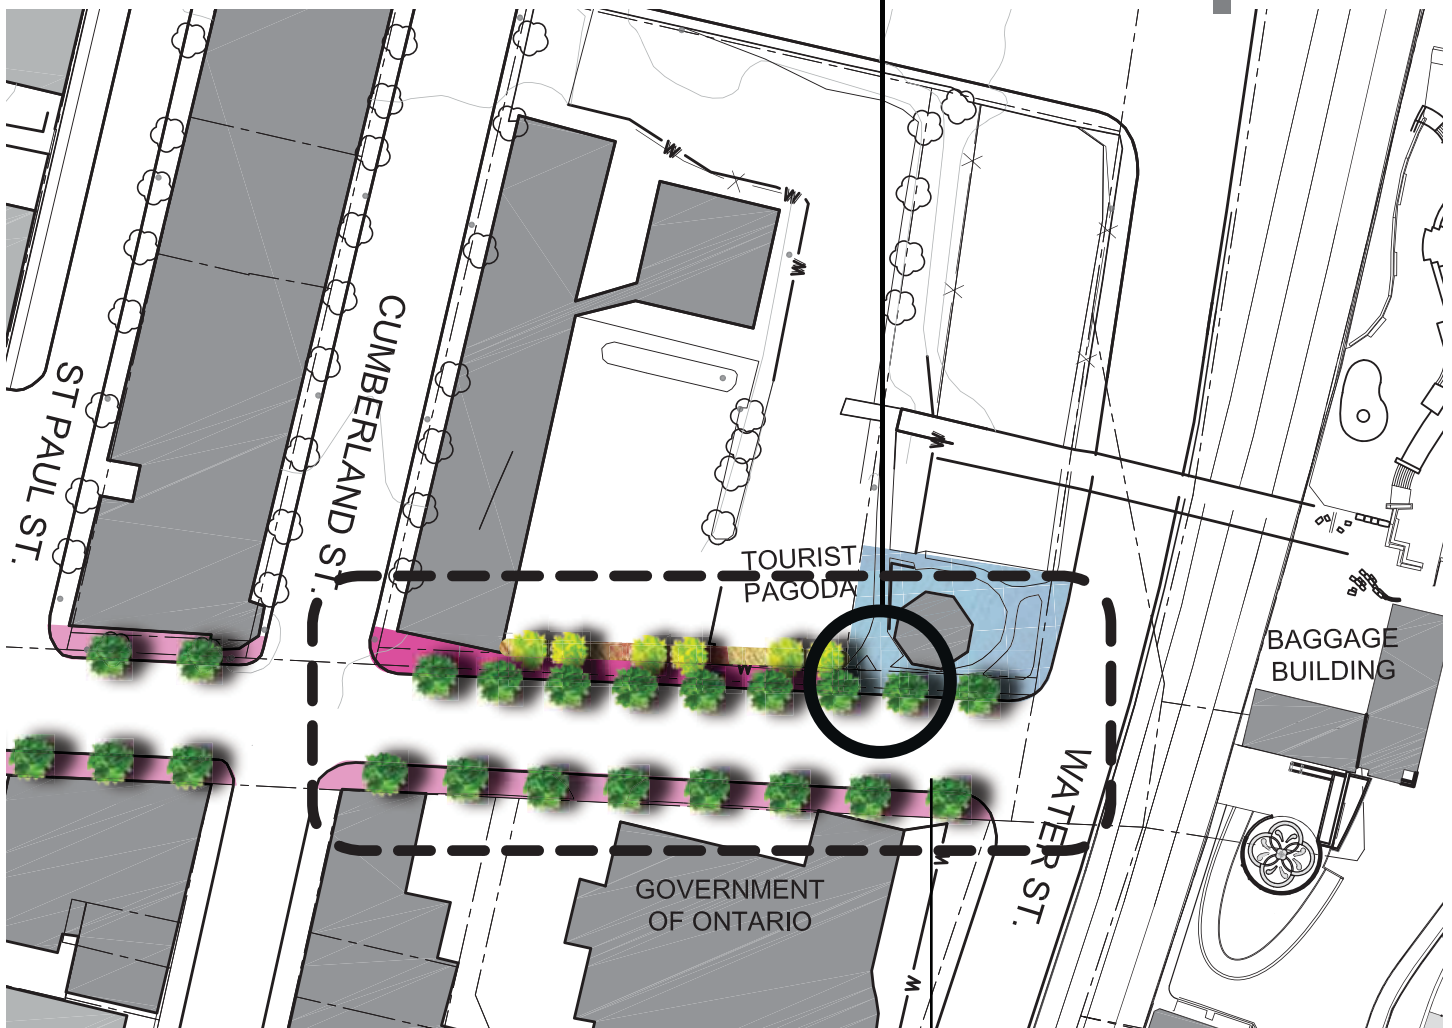 ST PAUL ST.
CUMBERLAND ST.
W
W
W
W
TOURIST
PAGODA
W
BAGGAGE
BUILDING
WATER ST.
GOVERNMENT
OF ONTARIO
W
W